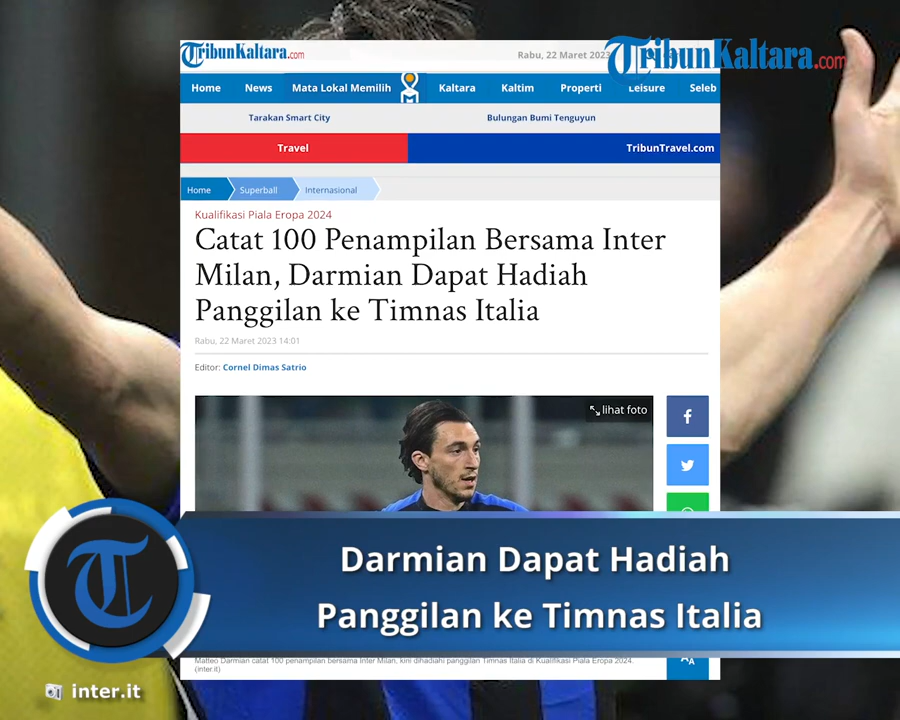 TribunKaltara.com
Rabu, 22 Maret 2023
TribunKaltara.com
Home News Mata Lokal Memilih Kaltara Kaltim Properti Leisure Seleb
Tarakan Smart City Bulungan Bumi Tenguyun
Travel TribunTravel.com
Home Superball Internasional
Kualifikasi Piala Eropa 2024
Catat 100 Penampilan Bersama Inter
Milan, Darmian Dapat Hadiah
Panggilan ke Timnas Italia
Rabu, 22 Maret 2023 14:01
Editor: Cornel Dimas Satrio
lihat foto
Darmian Dapat Hadiah
Panggilan ke Timnas Italia
Matteo Darmian catat 100 penampilan bersama Inter Milan, kini dihadiahi panggilan Timnas Italia di Kualifikasi Piala Eropa 2024.
(inter.it)
AA
inter.it